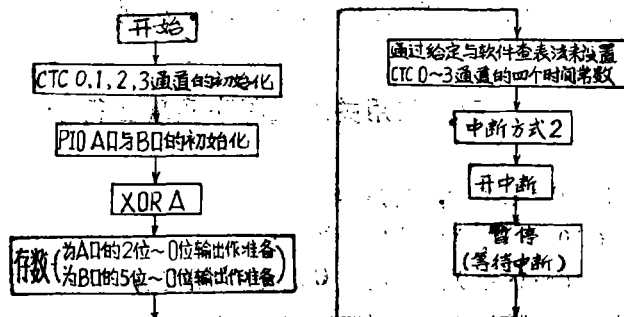 开始
CTC 0,1,2,3通道的初始化
PIO A口与B口的初始化
XOR A
存数(为A口的2位~0位输出作准备
为B口的5位~0位输出作准备)
通过给定与软件查表法来设置
CTC 0~3通道的四个时间常数
中断方式2
开中断
暂停
(等待中断)